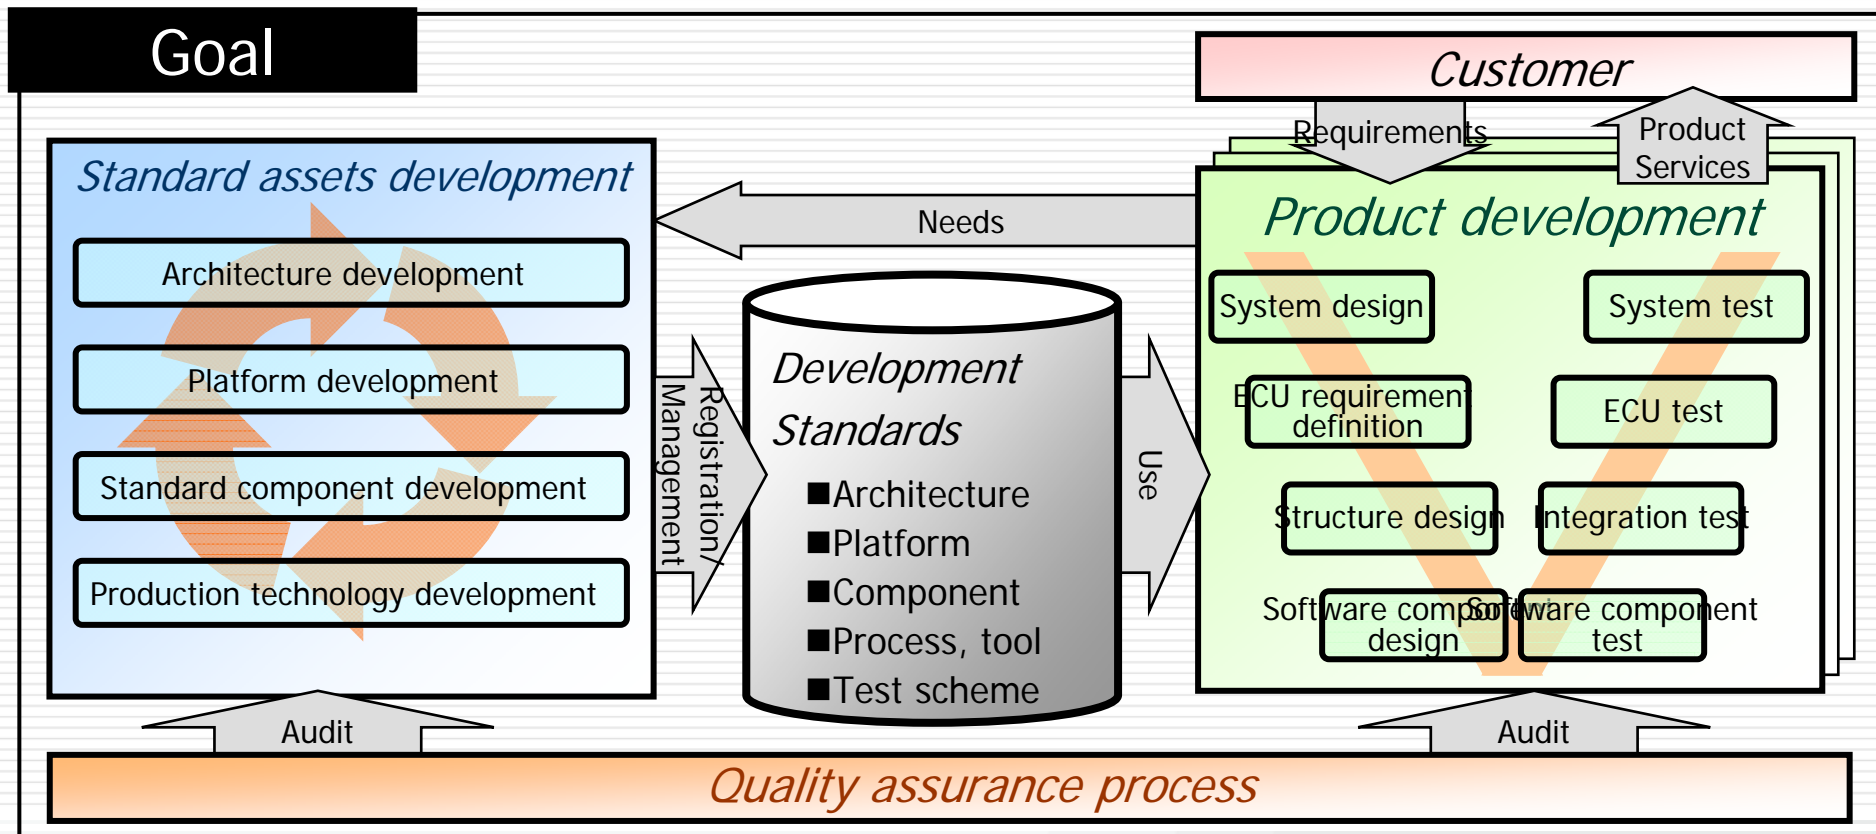 Goal
Customer
Requirements
Product
Services
Standard assets development
Architecture development
Platform development
Standard component development
Production technology development
Needs
Registration/
Management
Development
Standards
■Architecture
■Platform
■Component
■Process, tool
■Test scheme
Use
Product development
System design
System test
ECU requirement
definition
ECU test
Structure design
Integration test
Software component
design
Software component
test
Audit
Audit
Quality assurance process